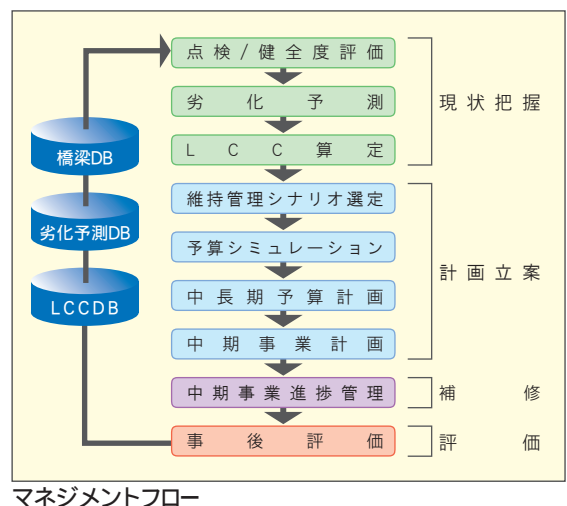 点検/健全度評価
劣化予測
LCC算定
維持管理シナリオ選定
予算シミュレーション
中長期予算計画
中期事業計画
中期事業進捗管理
事後評価
現状把握
計画立案
補修
評価
橋梁DB
劣化予測DB
LCCDB
マネジメントフロー